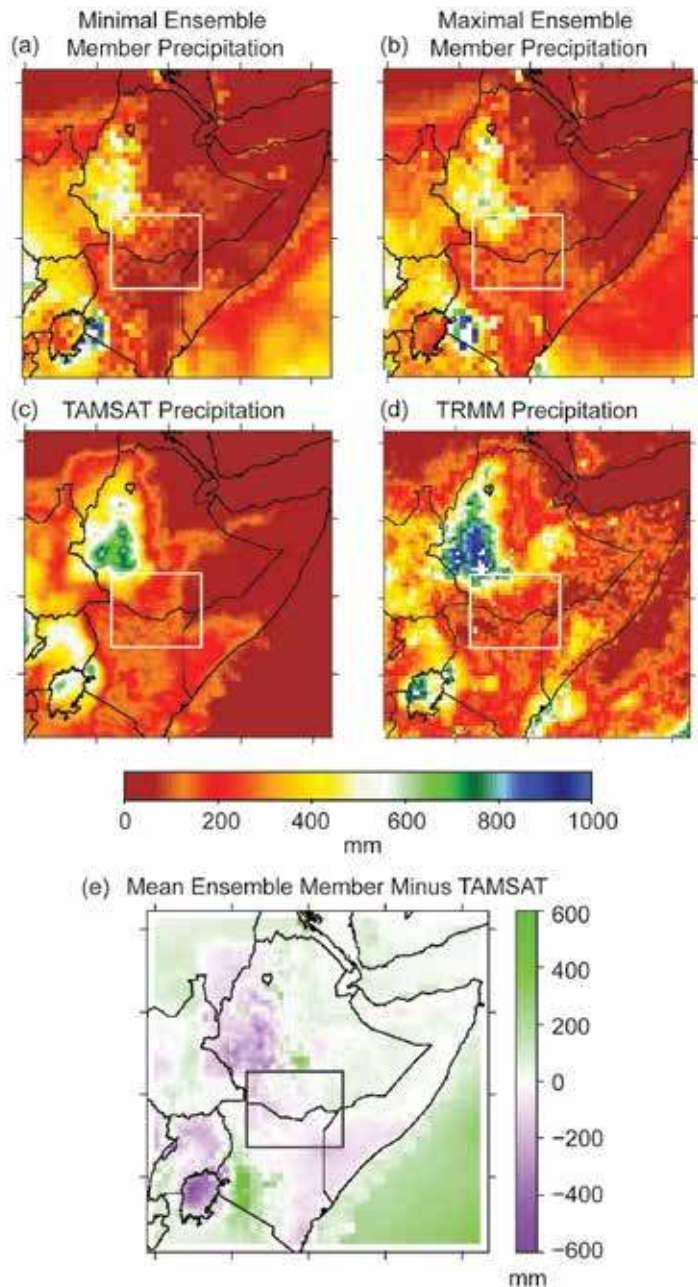 Minimal Ensemble
Member Precipitation
(a)
Maximal Ensemble
Member Precipitation
(b)
(c) TAMSAT Precipitation
(d) TRMM Precipitation
0 200 400 600 800 1000
mm
(e) Mean Ensemble Member Minus TAMSAT
600
400
200
0
−200
−400
−600
mm